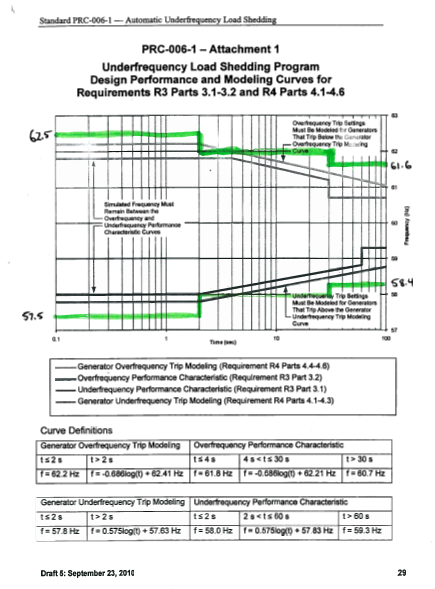 Standard PRC-006-1 — Automatic Underfrequency Load Shedding
PRC-006-1 – Attachment 1
Underfrequency Load Shedding Program
Design Performance and Modeling Curves for
Requirements R3 Parts 3.1-3.2 and R4 Parts 4.1-4.6
63
Overfrequency Trip Settings
Must Be Modeled for Generators
That Trip Below the Generator
Overfrequency Trip Modeling
Curve
62.5
62
61.6
61
Simulated Frequency Must
Remain Between the
Overfrequency and
Underfrequency Performance
Characteristic Curves
60
Frequency (Hz)
59
58.4
58
Underfrequency Trip Settings
Must Be Modeled for Generators
That Trip Above the Generator
Underfrequency Trip Modeling
Curve
57.5
57
0.1 1 10 100
Time (sec)
Generator Overfrequency Trip Modeling (Requirement R4 Parts 4.4-4.6)
Overfrequency Performance Characteristic (Requirement R3 Part 3.2)
Underfrequency Performance Characteristic (Requirement R3 Part 3.1)
Generator Underfrequency Trip Modeling (Requirement R4 Parts 4.1-4.3)
Curve Definitions
Generator Overfrequency Trip Modeling Overfrequency Performance Characteristic
t ≤ 2 s t > 2 s t ≤ 4 s 4 s < t ≤ 30 s t > 30 s
f = 62.2 Hz f = -0.686log(t) + 62.41 Hz f = 61.8 Hz f = -0.686log(t) + 62.21 Hz f = 60.7 Hz
Generator Underfrequency Trip Modeling Underfrequency Performance Characteristic
t ≤ 2 s t > 2 s t ≤ 2 s 2 s < t ≤ 60 s t > 60 s
f = 57.8 Hz f = 0.575log(t) + 57.63 Hz f = 58.0 Hz f = 0.575log(t) + 57.83 Hz f = 59.3 Hz
Draft 5: September 23, 2010
29